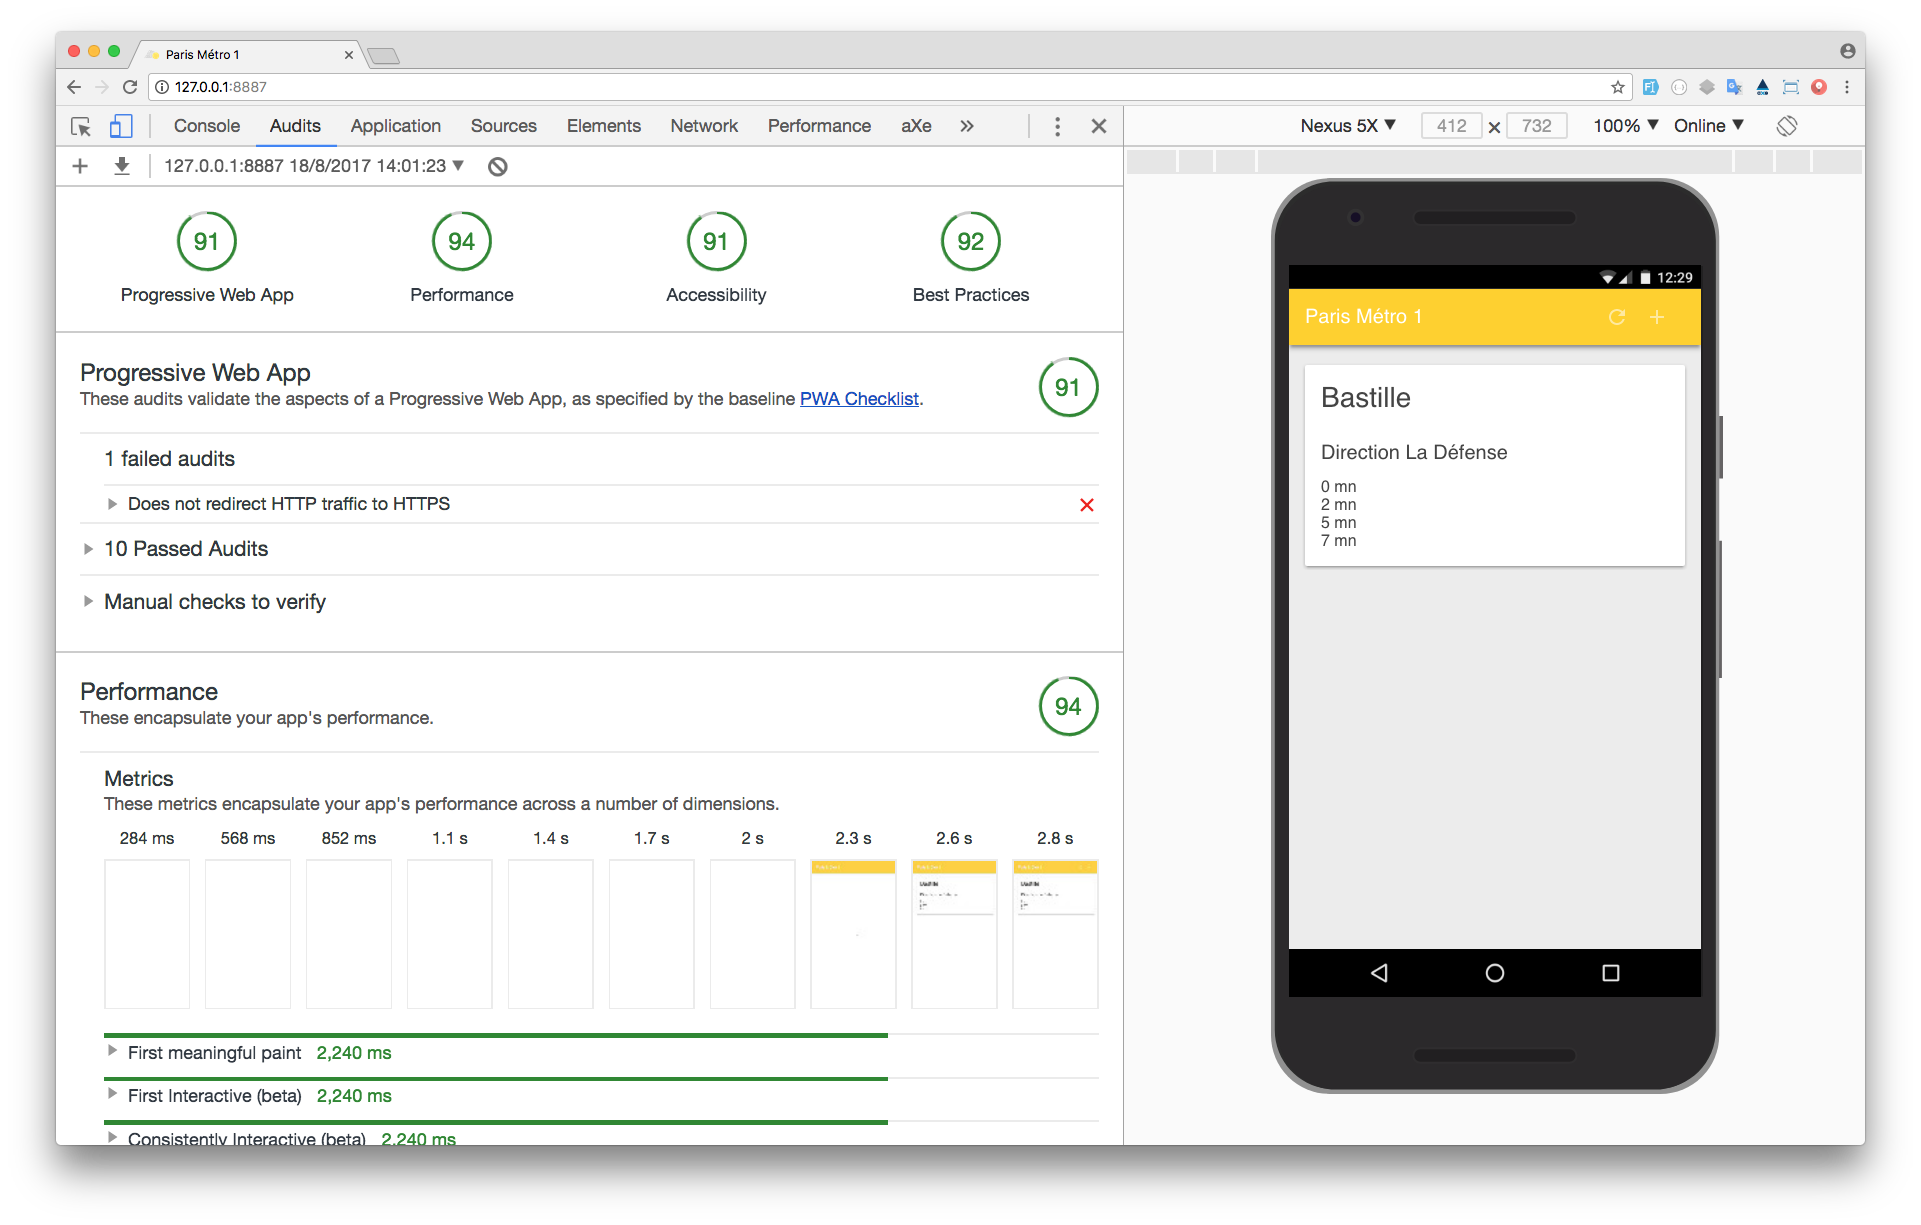 Paris Métro 1
127.0.0.1:8887
Console Audits Application Sources Elements Network Performance aXe »
Nexus 5X ▼ 412 × 732 100% ▼ Online ▼
127.0.0.1:8887 18/8/2017 14:01:23 ▼
91 94 91 92
Progressive Web App Performance Accessibility Best Practices
Progressive Web App
These audits validate the aspects of a Progressive Web App, as specified by the baseline PWA Checklist.
91
1 failed audits
Does not redirect HTTP traffic to HTTPS
10 Passed Audits
Manual checks to verify
Performance
These encapsulate your app's performance.
94
Metrics
These metrics encapsulate your app's performance across a number of dimensions.
284 ms 568 ms 852 ms 1.1 s 1.4 s 1.7 s 2 s 2.3 s 2.6 s 2.8 s
First meaningful paint 2,240 ms
First Interactive (beta) 2,240 ms
Consistently Interactive (beta) 2,240 ms
12:29
Paris Métro 1
Bastille
Direction La Défense
0 mn
2 mn
5 mn
7 mn